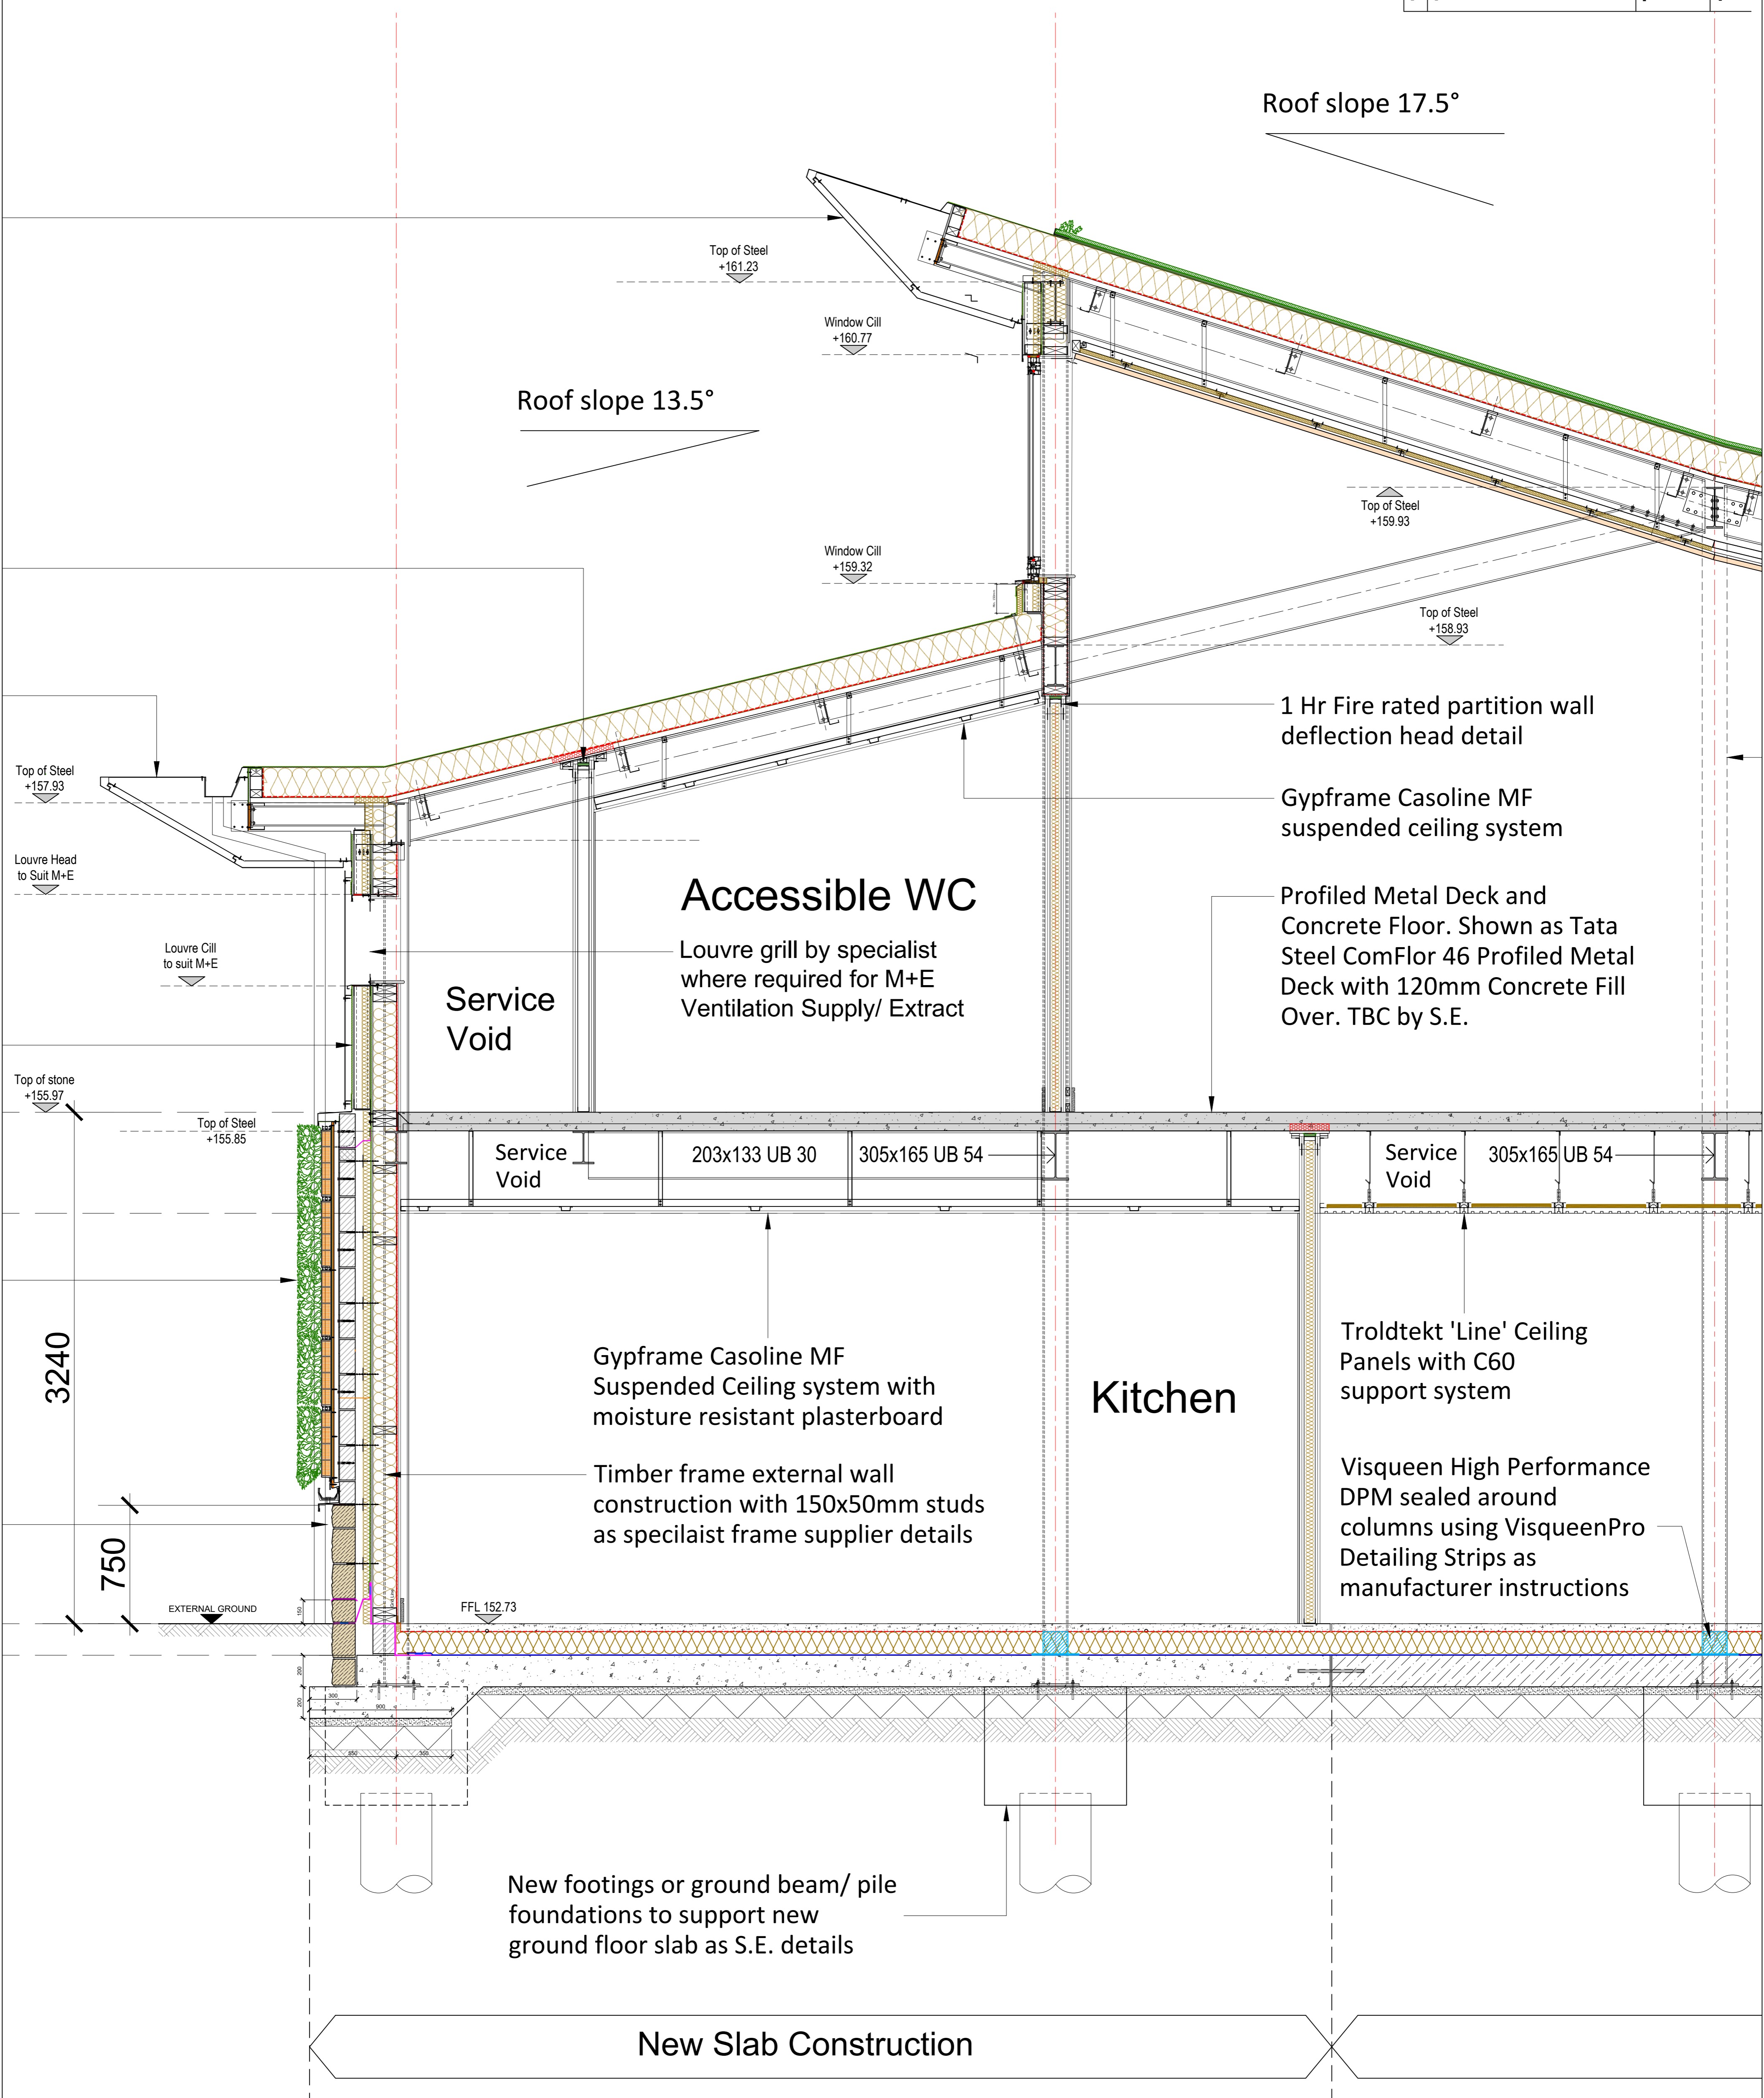 Roof slope 17.5°
Top of Steel
+161.23
Window Cill
+160.77
Roof slope 13.5°
Top of Steel
+159.93
Window Cill
+159.32
Top of Steel
+158.93
1 Hr Fire rated partition wall
deflection head detail
Top of Steel
+157.93
Gypframe Casoline MF
suspended ceiling system
Louvre Head
to Suit M+E
Accessible WC
Profiled Metal Deck and
Concrete Floor. Shown as Tata
Steel ComFlor 46 Profiled Metal
Deck with 120mm Concrete Fill
Over. TBC by S.E.
Louvre Cill
to suit M+E
Louvre grill by specialist
where required for M+E
Ventilation Supply/ Extract
Service
Void
Top of stone
+155.97
Top of Steel
+155.85
Service
Void
203x133 UB 30
305x165 UB 54
Service
Void
305x165 UB 54
3240
Gypframe Casoline MF
Suspended Ceiling system with
moisture resistant plasterboard
Kitchen
Troldtekt 'Line' Ceiling
Panels with C60
support system
Timber frame external wall
construction with 150x50mm studs
as specilaist frame supplier details
Visqueen High Performance
DPM sealed around
columns using VisqueenPro
Detailing Strips as
manufacturer instructions
750
EXTERNAL GROUND
150
FFL 152.73
200
200
300
900
550
350
New footings or ground beam/ pile
foundations to support new
ground floor slab as S.E. details
New Slab Construction